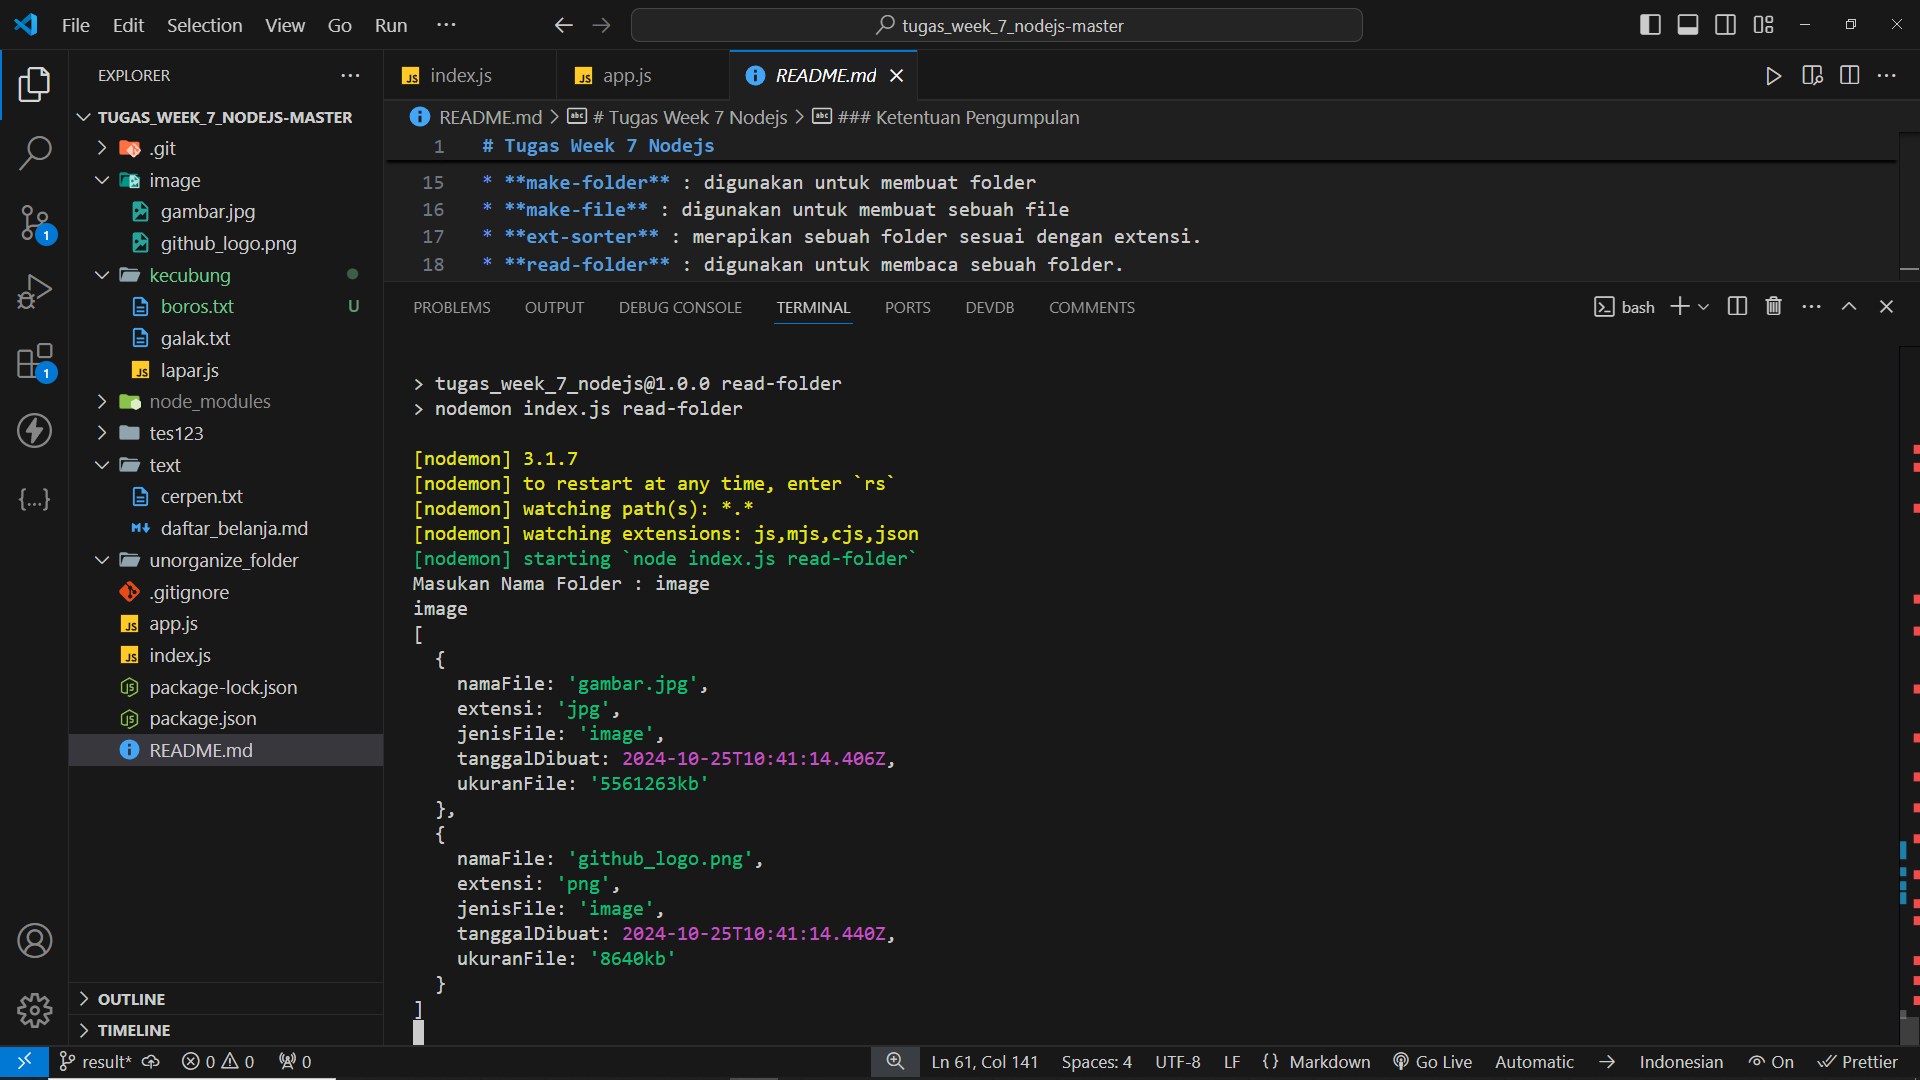 File Edit Selection View Go Run ···
tugas_week_7_nodejs-master
EXPLORER
TUGAS_WEEK_7_NODEJS-MASTER
.git
image
gambar.jpg
github_logo.png
kecubung
boros.txt U
galak.txt
lapar.js
node_modules
tes123
text
cerpen.txt
daftar_belanja.md
unorganize_folder
.gitignore
app.js
index.js
package-lock.json
package.json
README.md
OUTLINE
TIMELINE
1
1
index.js app.js README.md
README.md > # Tugas Week 7 Nodejs > ### Ketentuan Pengumpulan
1 # Tugas Week 7 Nodejs
15 * **make-folder** : digunakan untuk membuat folder
16 * **make-file** : digunakan untuk membuat sebuah file
17 * **ext-sorter** : merapikan sebuah folder sesuai dengan extensi.
18 * **read-folder** : digunakan untuk membaca sebuah folder.
PROBLEMS OUTPUT DEBUG CONSOLE TERMINAL PORTS DEVDB COMMENTS
bash
> tugas_week_7_nodejs@1.0.0 read-folder
> nodemon index.js read-folder
[nodemon] 3.1.7
[nodemon] to restart at any time, enter `rs`
[nodemon] watching path(s): *.*
[nodemon] watching extensions: js,mjs,cjs,json
[nodemon] starting `node index.js read-folder`
Masukan Nama Folder : image
image
[
{
namaFile: 'gambar.jpg',
extensi: 'jpg',
jenisFile: 'image',
tanggalDibuat: 2024-10-25T10:41:14.406Z,
ukuranFile: '5561263kb'
},
{
namaFile: 'github_logo.png',
extensi: 'png',
jenisFile: 'image',
tanggalDibuat: 2024-10-25T10:41:14.440Z,
ukuranFile: '8640kb'
}
]
result* 0 0 0 Ln 61, Col 141 Spaces: 4 UTF-8 LF {} Markdown Go Live Automatic → Indonesian On Prettier